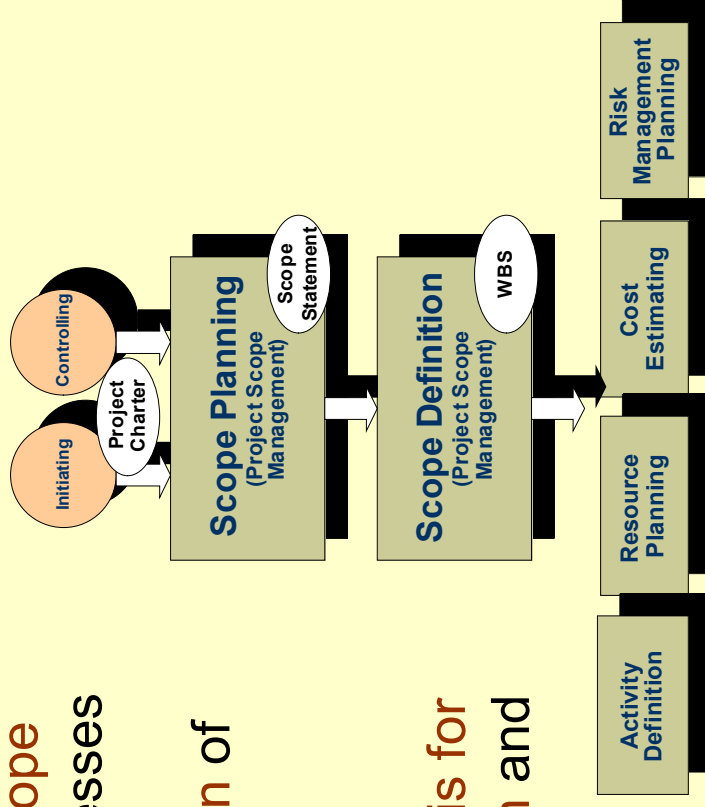 ope
esses
n of
is for
n and
Initiating
Controlling
Project
Charter
Scope Planning
(Project Scope
Management)
Scope
Statement
Scope Definition
(Project Scope
Management)
WBS
Activity
Definition
Resource
Planning
Cost
Estimating
Risk
Management
Planning